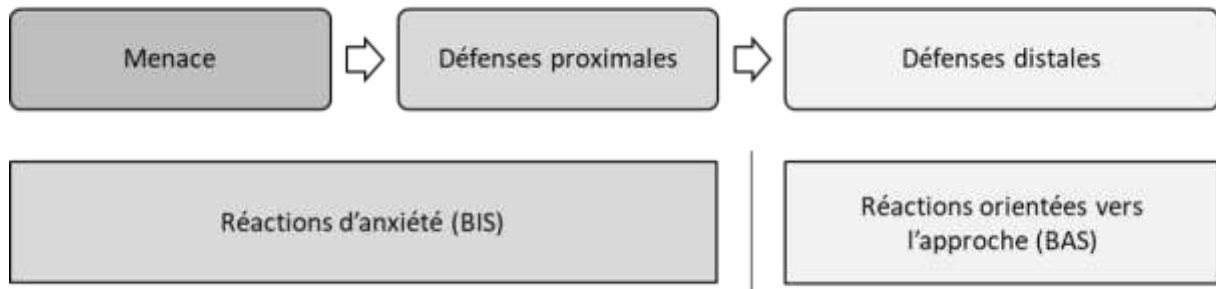 Menace
Défenses proximales
Défenses distales
Réactions d'anxiété (BIS)
Réactions orientées vers
l'approche (BAS)